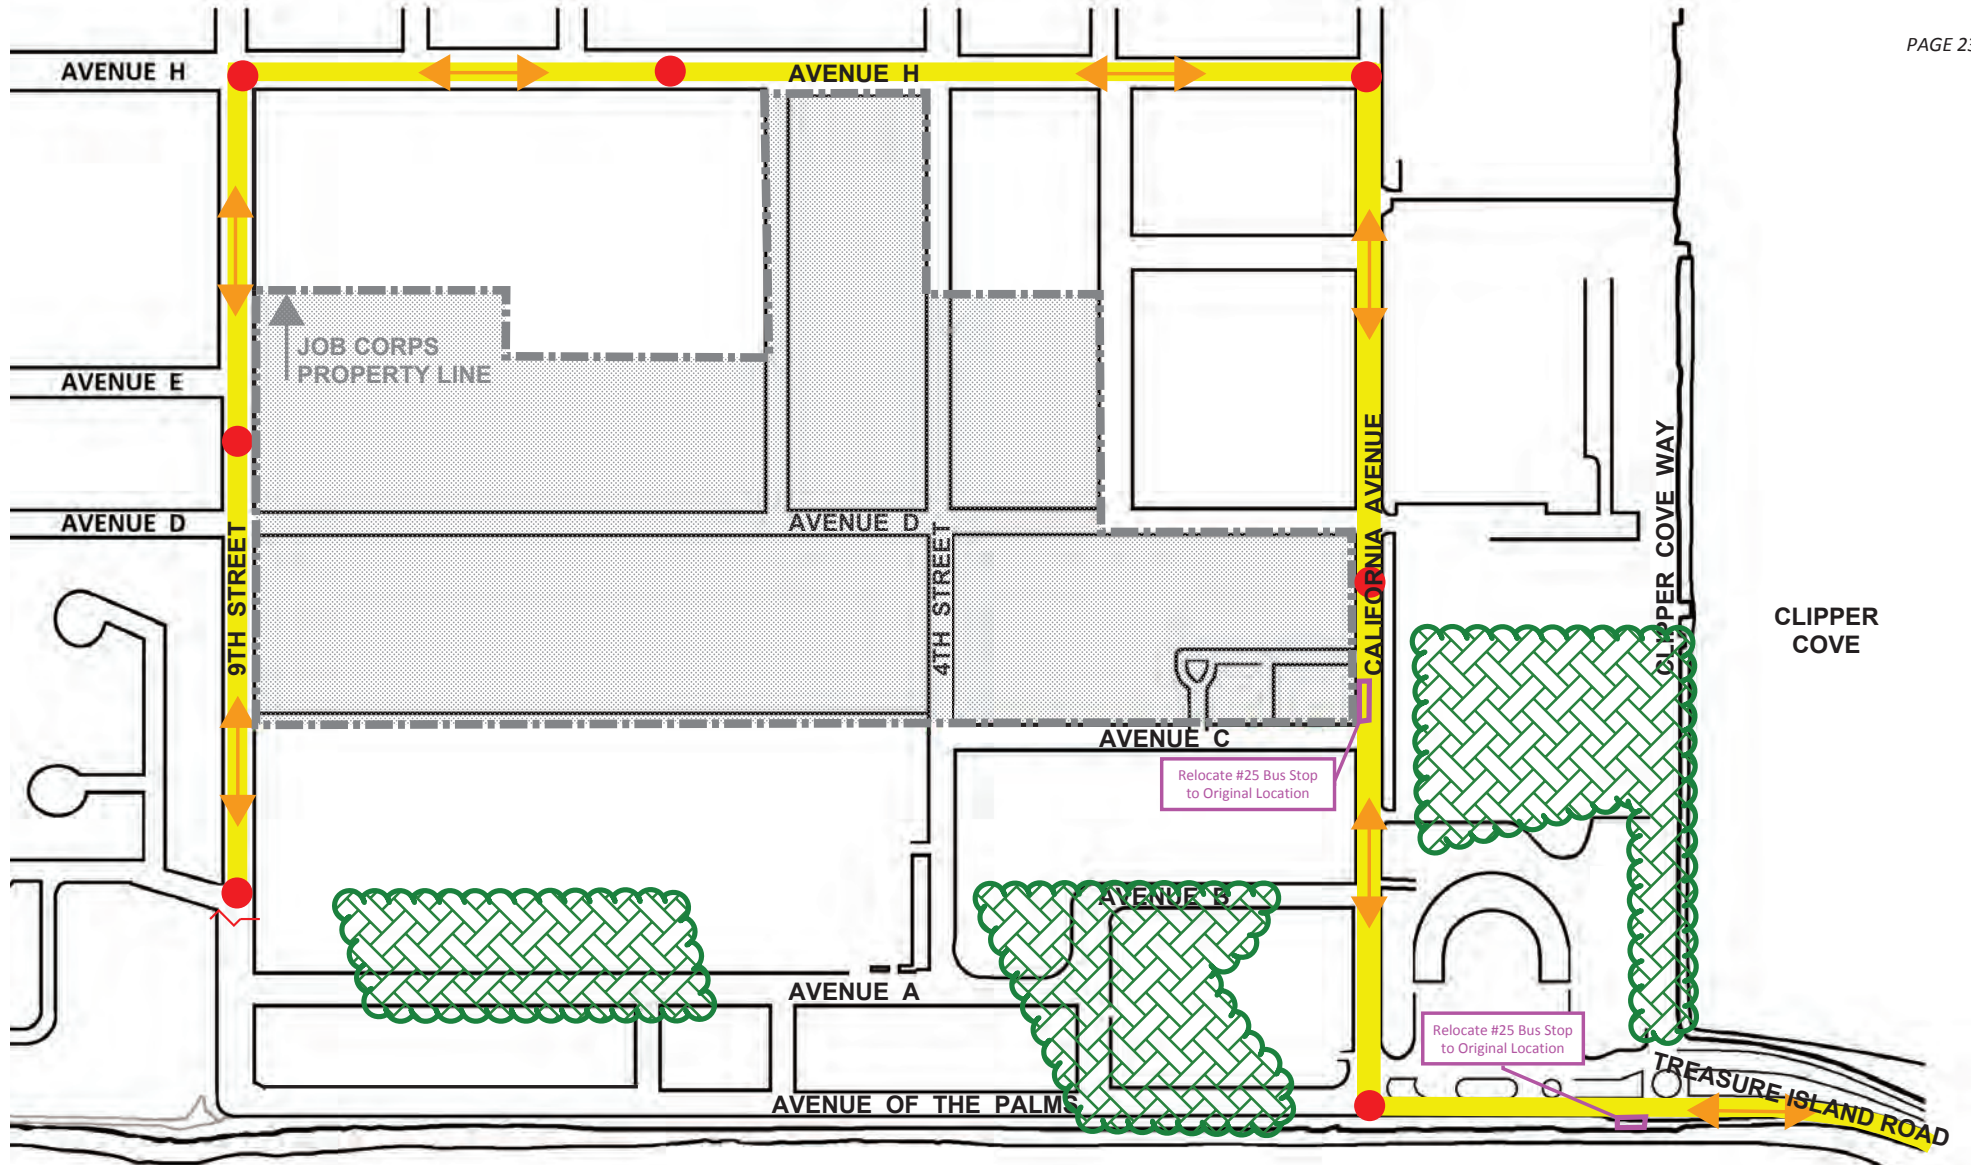 PAGE 23
AVENUE H
AVENUE H
JOB CORPS
PROPERTY LINE
AVENUE E
AVENUE D
AVENUE D
9TH STREET
4TH STREET
CALIFORNIA AVENUE
CLIPPER COVE WAY
CLIPPER
COVE
AVENUE C
Relocate #25 Bus Stop
to Original Location
AVENUE B
AVENUE A
Relocate #25 Bus Stop
to Original Location
TREASURE ISLAND ROAD
AVENUE OF THE PALMS